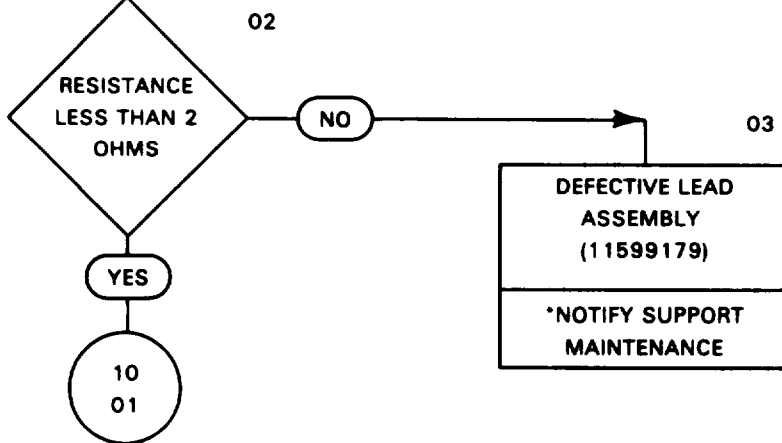 02
RESISTANCE
LESS THAN 2
OHMS
NO
03
DEFECTIVE LEAD
ASSEMBLY
(11599179)
*NOTIFY SUPPORT
MAINTENANCE
YES
10
01